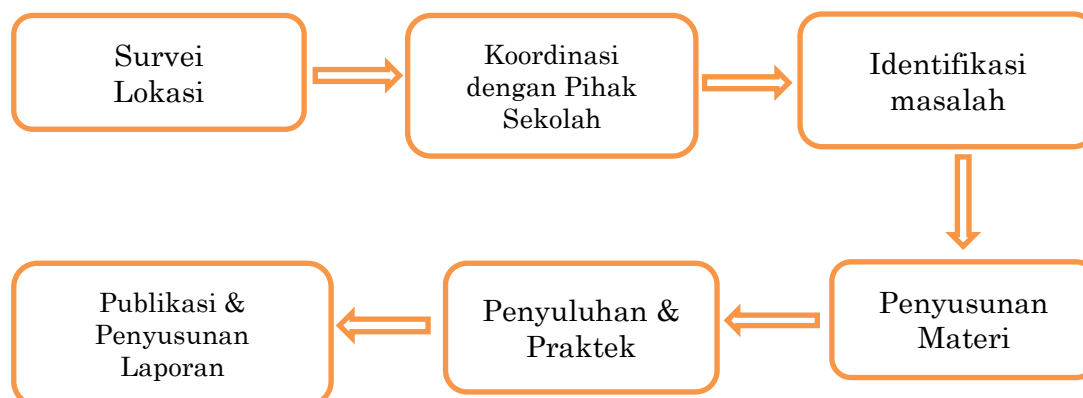 Survei
Lokasi
Koordinasi
dengan Pihak
Sekolah
Identifikasi
masalah
Penyusunan
Materi
Penyuluhan &
Praktek
Publikasi &
Penyusunan
Laporan